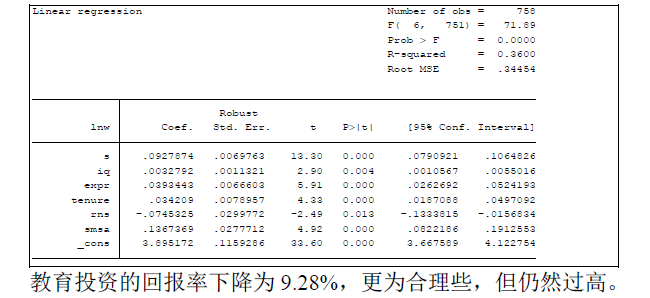 Linear regression Number of obs = 758
F( 6, 751) = 71.89
Prob > F = 0.0000
R-squared = 0.3600
Root MSE = .34454
Robust
lnw Coef. Std. Err. t P>|t| [95% Conf. Interval]
s .0927874 .0069763 13.30 0.000 .0790921 .1064826
iq .0032792 .0011321 2.90 0.004 .0010567 .0055016
expr .0393443 .0066603 5.91 0.000 .0262692 .0524193
tenure .034209 .0078957 4.33 0.000 .0187088 .0497092
rns -.0745325 .0299772 -2.49 0.013 -.1333815 -.0156834
smsa .1367369 .0277712 4.92 0.000 .0822186 .1912553
_cons 3.895172 .1159286 33.60 0.000 3.667589 4.122754
教育投资的回报率下降为 9.28%，更为合理些，但仍然过高。